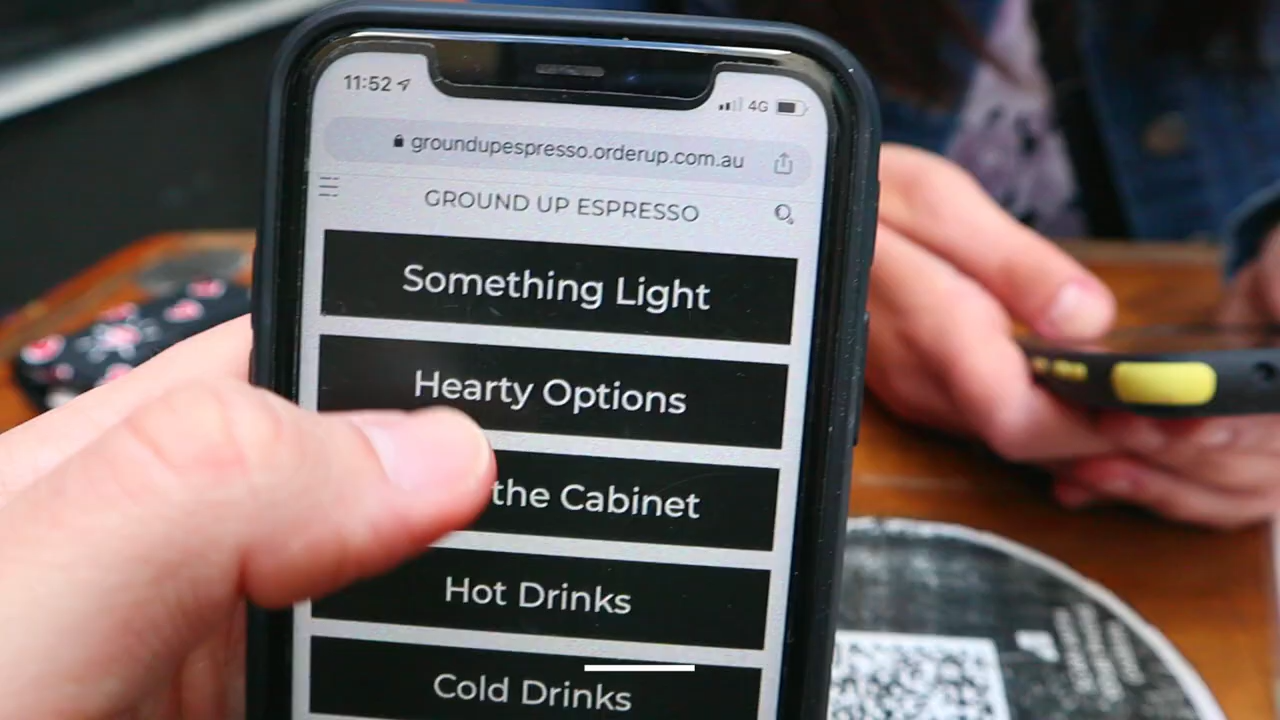 11:52
4G
groundupespresso.orderup.com.au
GROUND UP ESPRESSO
Something Light
Hearty Options
the Cabinet
Hot Drinks
Cold Drinks